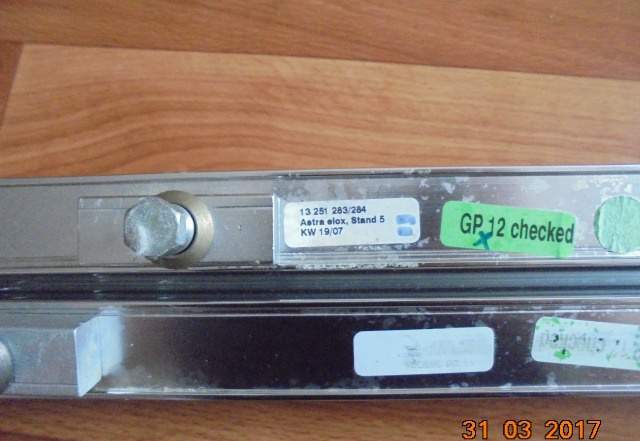 13 251 283/284
Astra elox, Stand 5
KW 19/07
GP 12 checked
31 03 2017